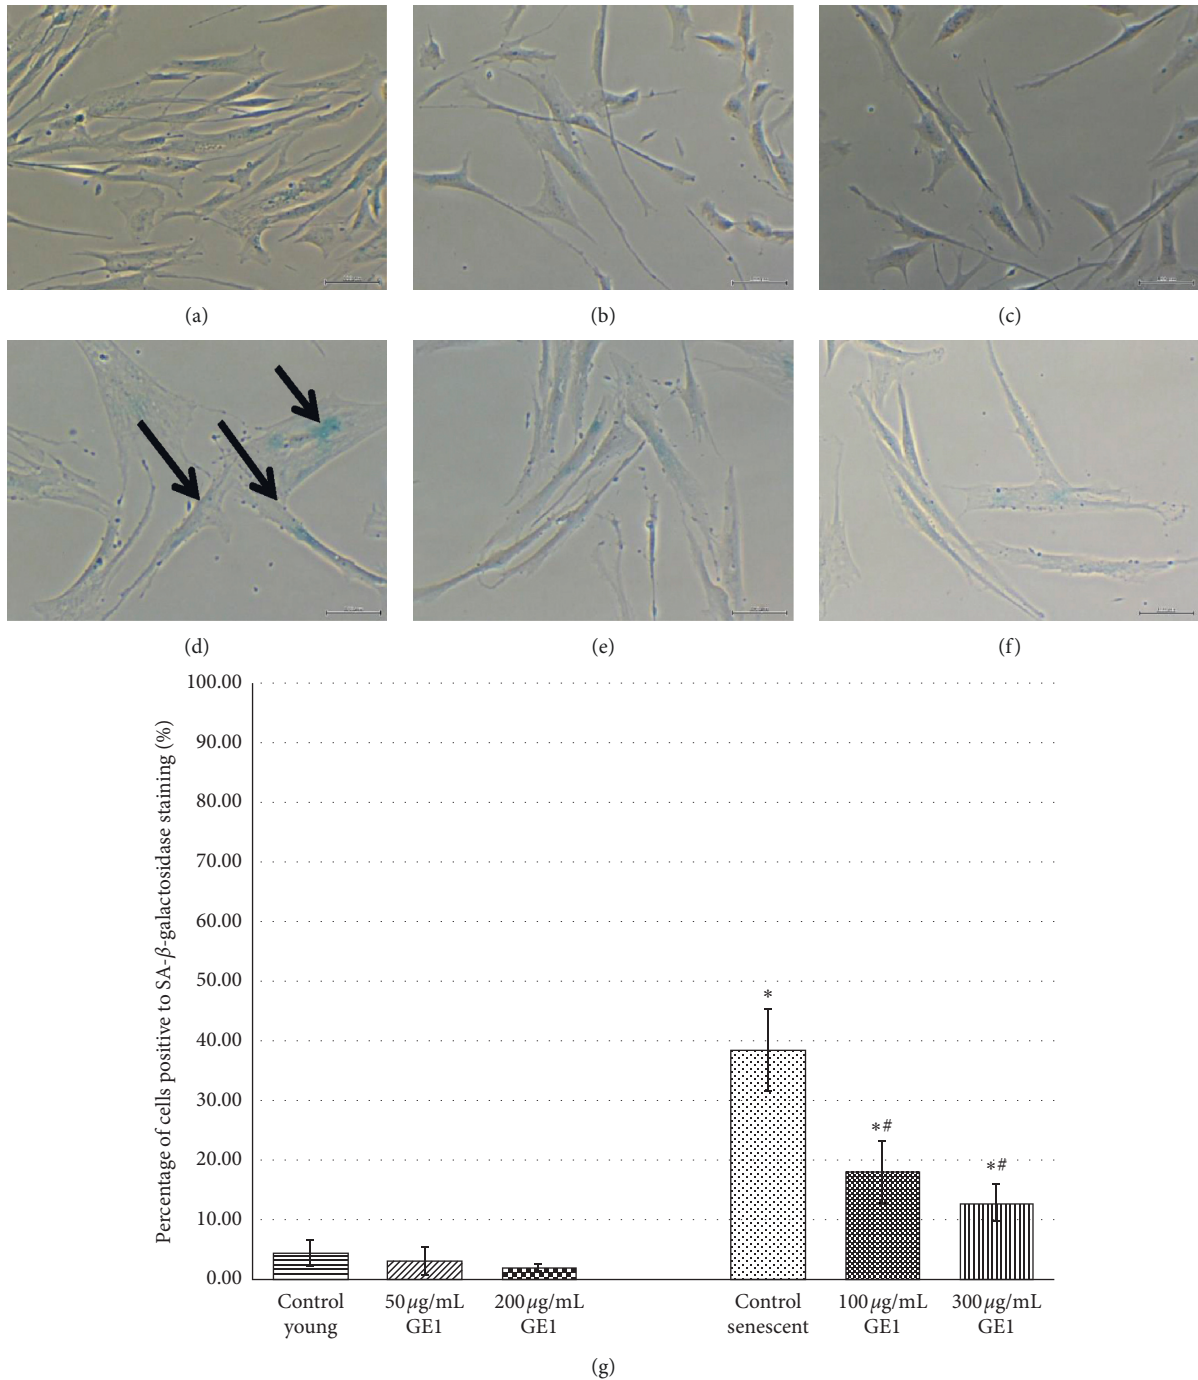 (a)
(b)
(c)
(d)
(e)
(f)
Percentage of cells positive to SA-β-galactosidase staining (%)
100.00
90.00
80.00
70.00
60.00
50.00
40.00
30.00
20.00
10.00
0.00
*
*#
*#
Control
young
50 μg/mL
GE1
200 μg/mL
GE1
Control
senescent
100 μg/mL
GE1
300 μg/mL
GE1
(g)